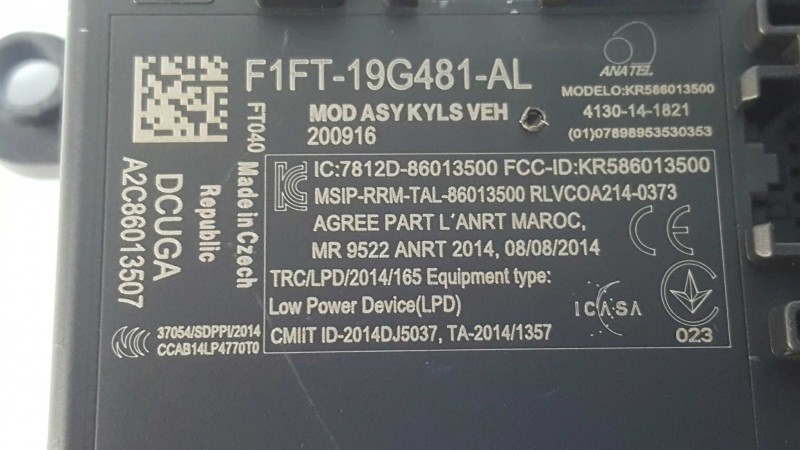 F1FT-19G481-AL
MOD ASY KYLS VEH
200916
ANATEL
MODELO:KR586013500
4130-14-1821
(01)07898953530353
FT040 Made in Czech
Republic
DCUGA
A2C86013507
IC:7812D-86013500 FCC-ID:KR586013500
MSIP-RRM-TAL-86013500 RLVCOA214-0373
AGREE PART L'ANRT MAROC,
MR 9522 ANRT 2014, 08/08/2014
TRC/LPD/2014/165 Equipment type:
Low Power Device(LPD)
CMIIT ID-2014DJ5037, TA-2014/1357
CE
ICASA
023
37054/SDPPI/2014
CCAB14LP4770T0